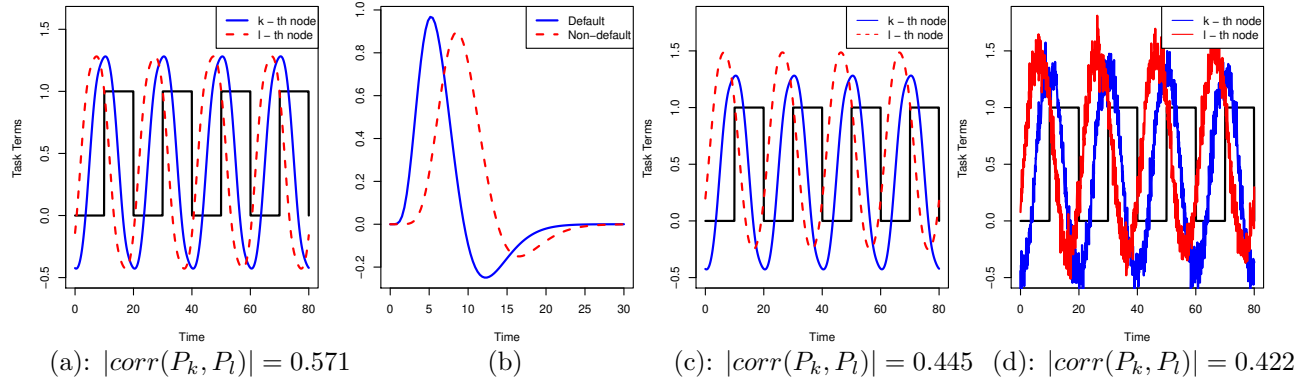 Task Terms
1.5
1.0
0.5
0.0
−0.5
k − th node
l − th node
0 20 40 60 80
Time
(a): |corr(P_k, P_l)| = 0.571
1.0
0.8
0.6
0.4
0.2
0.0
−0.2
Default
Non−default
0 5 10 15 20 25 30
(b)
Task Terms
1.5
1.0
0.5
0.0
−0.5
k − th node
l − th node
0 20 40 60 80
Time
(c): |corr(P_k, P_l)| = 0.445
Task Terms
1.5
1.0
0.5
0.0
−0.5
k − th node
l − th node
0 20 40 60 80
Time
(d): |corr(P_k, P_l)| = 0.422